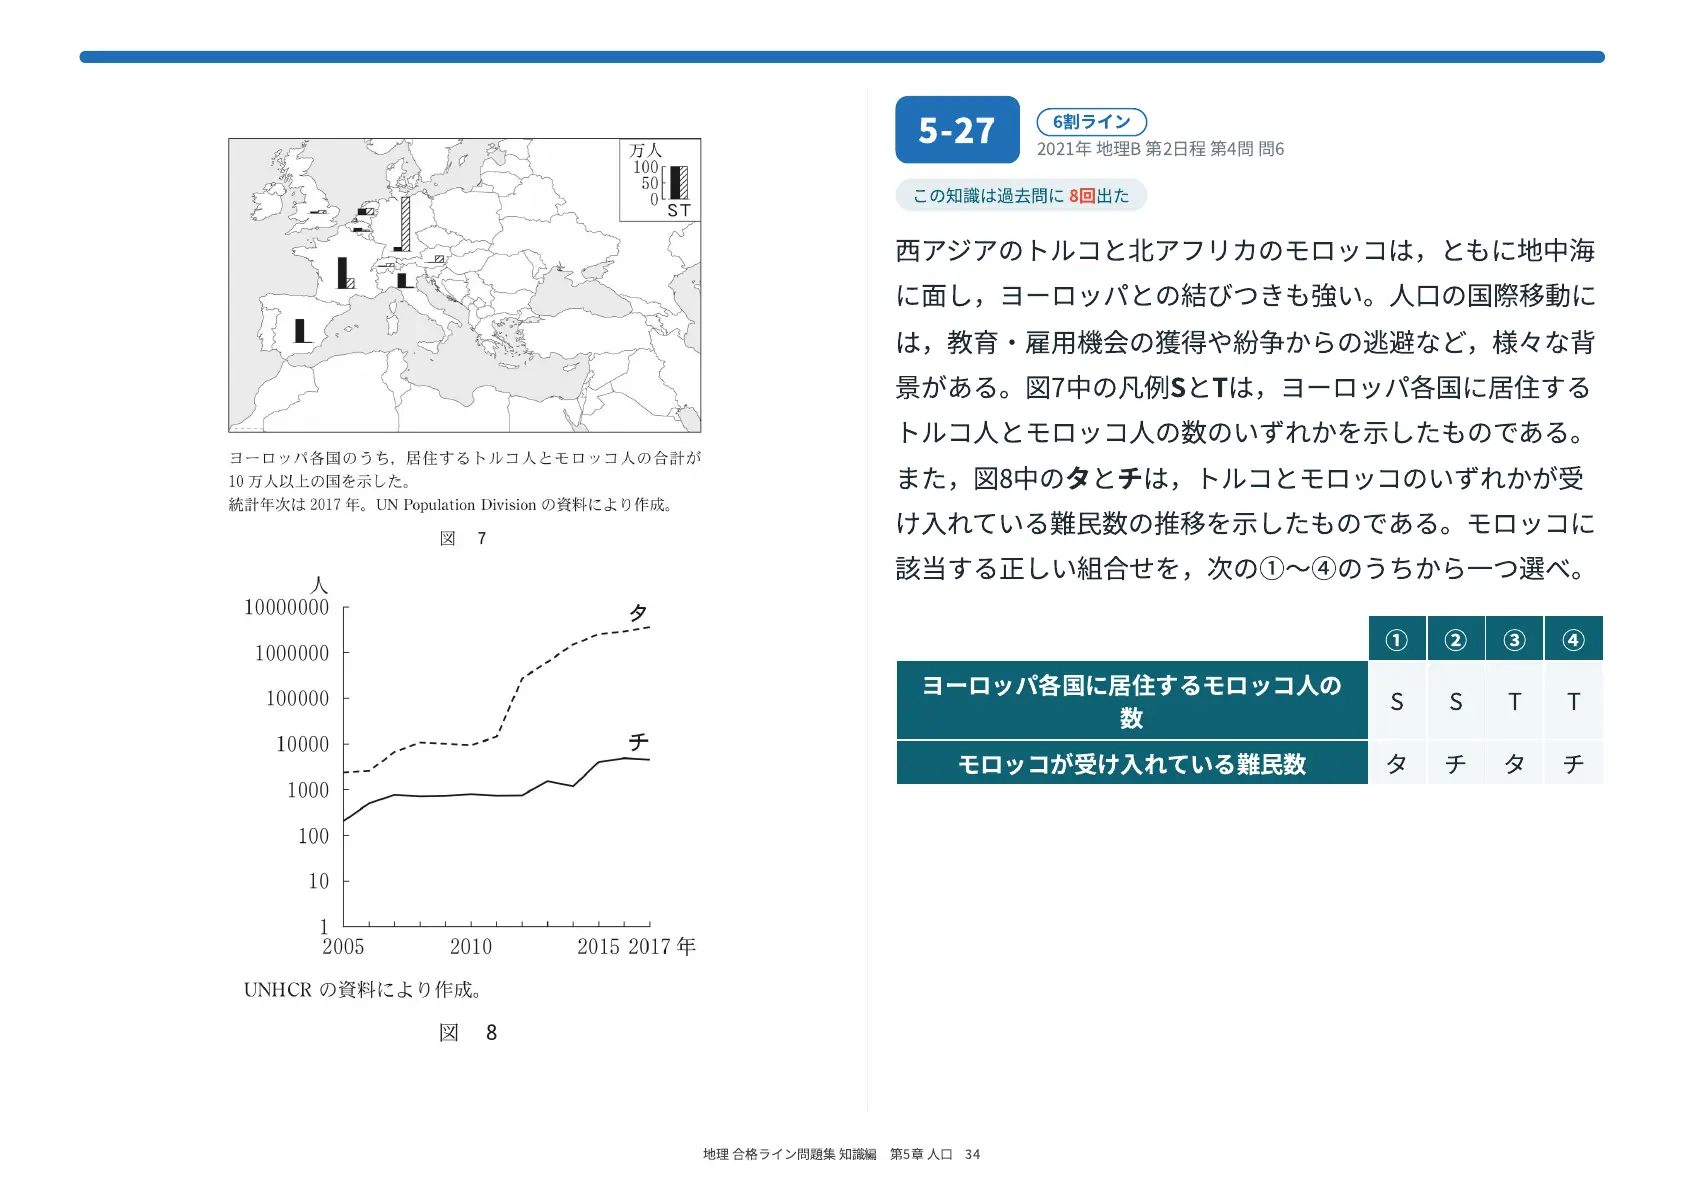 万人
100
50
0
S T
ヨーロッパ各国のうち，居住するトルコ人とモロッコ人の合計が
10 万人以上の国を示した。
統計年次は 2017 年。UN Population Division の資料により作成。
図 7
人
10000000
1000000
100000
10000
1000
100
10
1
タ
チ
2005 2010 2015 2017 年
UNHCR の資料により作成。
図 8
5-27
6割ライン
2021年 地理B 第2日程 第4問 問6
この知識は過去問に 8回出た
西アジアのトルコと北アフリカのモロッコは，ともに地中海
に面し，ヨーロッパとの結びつきも強い。人口の国際移動に
は，教育・雇用機会の獲得や紛争からの逃避など，様々な背
景がある。図7中の凡例SとTは，ヨーロッパ各国に居住する
トルコ人とモロッコ人の数のいずれかを示したものである。
また，図8中のタとチは，トルコとモロッコのいずれかが受
け入れている難民数の推移を示したものである。モロッコに
該当する正しい組合せを，次の①～④のうちから一つ選べ。
① ② ③ ④
ヨーロッパ各国に居住するモロッコ人の
数
S S T T
モロッコが受け入れている難民数 タ チ タ チ
地理 合格ライン問題集 知識編 第5章 人口 34